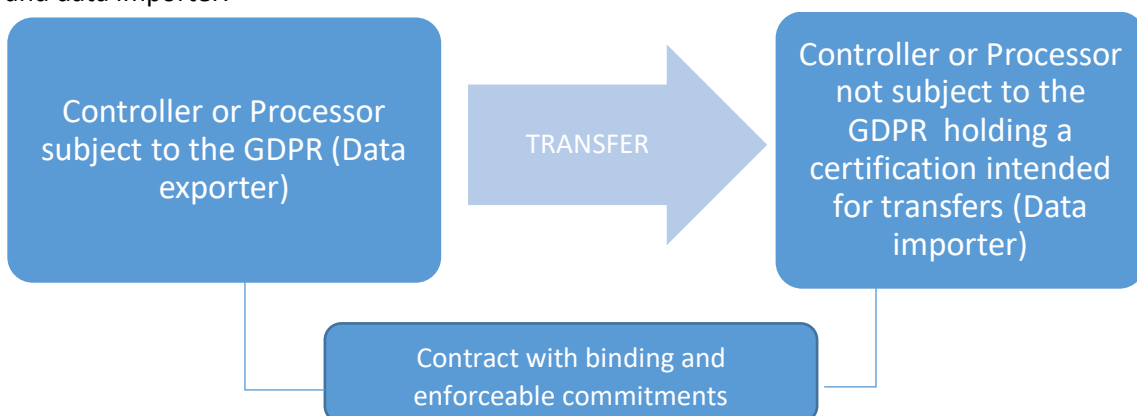 and data importer.
Controller or Processor
subject to the GDPR (Data
exporter)
TRANSFER
Controller or Processor
not subject to the
GDPR holding a
certification intended
for transfers (Data
importer)
Contract with binding and
enforceable commitments